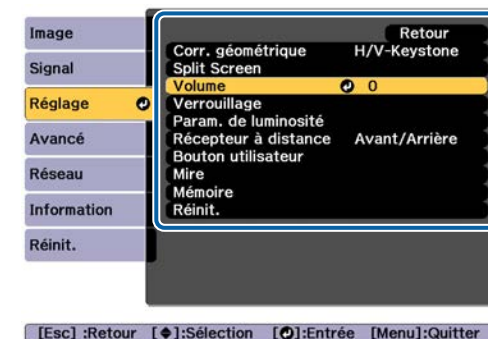 Image
Signal
Réglage
Avancé
Réseau
Information
Réinit.
Retour
Corr. géométrique H/V-Keystone
Split Screen
Volume 0
Verrouillage
Param. de luminosité
Récepteur à distance Avant/Arrière
Bouton utilisateur
Mire
Mémoire
Réinit.
[Esc] :Retour [◆]:Sélection [↵]:Entrée [Menu]:Quitter